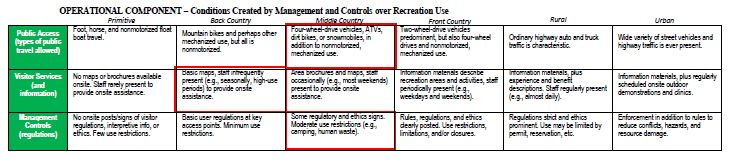 OPERATIONAL COMPONENT – Conditions Created by Management and Controls over Recreation Use
Primitive
Back Country
Middle Country
Front Country
Rural
Urban
Public Access
(types of public
travel allowed)
Foot, horse, and nonmotorized float
boat travel.
Mountain bikes and perhaps other
mechanized use, but all is
nonmotorized.
Four-wheel-drive vehicles, ATVs,
dirt bikes, or snowmobiles, in
addition to nonmotorized,
mechanized use.
Two-wheel-drive vehicles
predominant, but also four-wheel
drives and nonmotorized,
mechanized use.
Ordinary highway auto and truck
traffic is characteristic.
Wide variety of street vehicles and
highway traffic is ever present.
Visitor Services
(and
information)
No maps or brochures available
onsite. Staff rarely present to
provide onsite assistance.
Basic maps, staff infrequently
present (e.g., seasonally, high-use
periods) to provide onsite
assistance.
Area brochures and maps, staff
occasionally (e.g., most weekends)
present to provide onsite
assistance.
Information materials describe
recreation areas and activities, staff
periodically present (e.g.,
weekdays and weekends).
Information materials, plus
experience and benefit
descriptions. Staff regularly present
(e.g., almost daily).
Information materials, plus regularly
scheduled onsite outdoor
demonstrations and clinics.
Management
Controls
(regulations)
No onsite posts/signs of visitor
regulations, interpretive info, or
ethics. Few use restrictions.
Basic user regulations at key
access points. Minimum use
restrictions.
Some regulatory and ethics signs.
Moderate use restrictions (e.g.,
camping, human waste).
Rules, regulations, and ethics
clearly posted. Use restrictions,
limitations, and/or closures.
Regulations strict and ethics
prominent. Use may be limited by
permit, reservation, etc.
Enforcement in addition to rules to
reduce conflicts, hazards, and
resource damage.